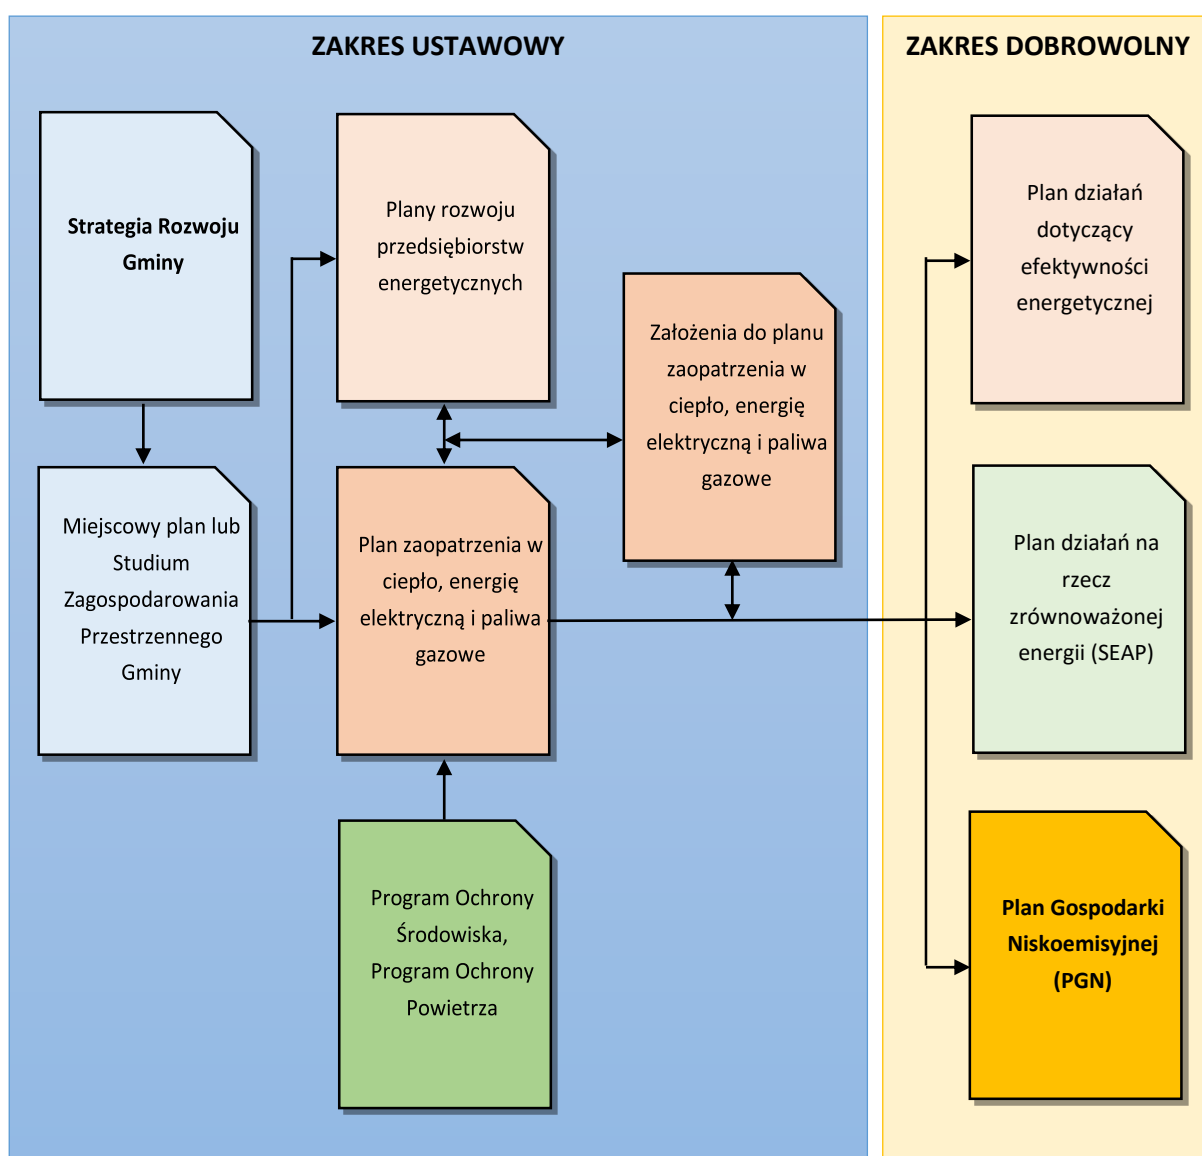 ZAKRES USTAWOWY
ZAKRES DOBROWOLNY
Strategia Rozwoju
Gminy
Plany rozwoju
przedsiębiorstw
energetycznych
Założenia do planu
zaopatrzenia w
ciepło, energię
elektryczną i paliwa
gazowe
Plan działań
dotyczący
efektywności
energetycznej
Miejscowy plan lub
Studium
Zagospodarowania
Przestrzennego
Gminy
Plan zaopatrzenia w
ciepło, energię
elektryczną i paliwa
gazowe
Plan działań na
rzecz
zrównoważonej
energii (SEAP)
Program Ochrony
Środowiska,
Program Ochrony
Powietrza
Plan Gospodarki
Niskoemisyjnej
(PGN)